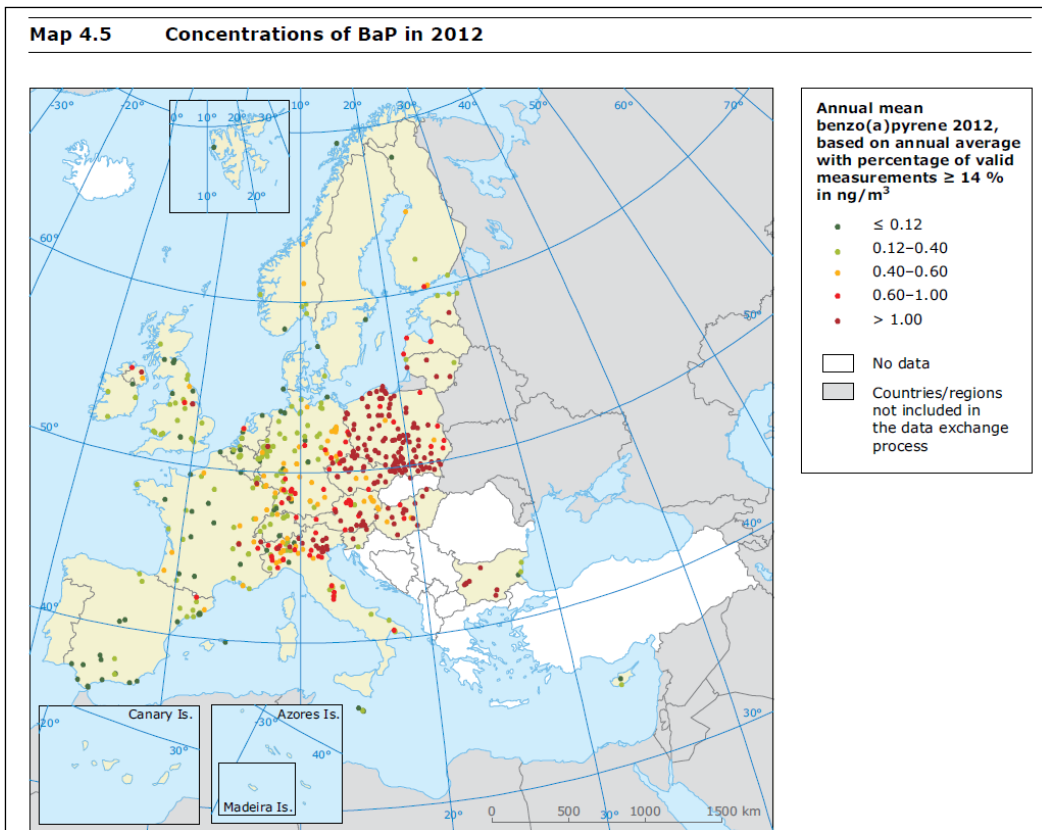 Map 4.5 Concentrations of BaP in 2012
-30° -20° 0° 10° 20° 30° 10° 20° 30° 40° 50° 60° 70°
10° 20°
60°
50°
50°
40°
40°
30°
Canary Is.
-20°
30°
Azores Is.
-30°
40°
Madeira Is.
20° 30°
0 500 1000 1500 km
Annual mean
benzo(a)pyrene 2012,
based on annual average
with percentage of valid
measurements ≥ 14 %
in ng/m³
≤ 0.12
0.12–0.40
0.40–0.60
0.60–1.00
> 1.00
No data
Countries/regions
not included in
the data exchange
process